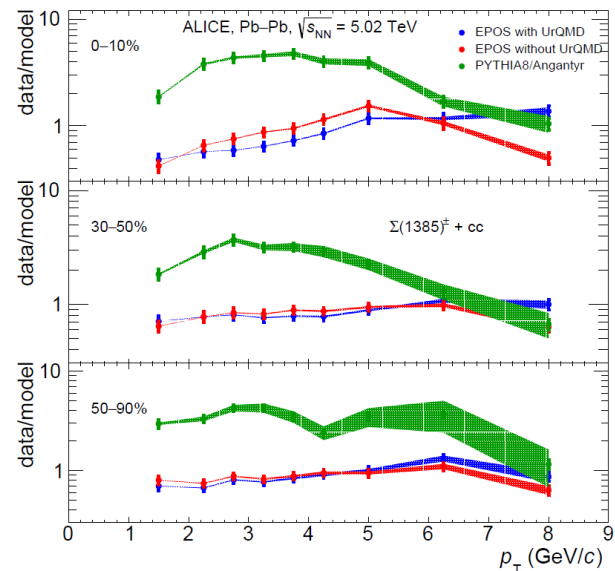 ALICE, Pb–Pb, √sNN = 5.02 TeV
EPOS with UrQMD
EPOS without UrQMD
PYTHIA8/Angantyr
0–10%
data/model
10
1
30–50%
Σ(1385)± + cc
data/model
10
1
50–90%
data/model
10
1
0 1 2 3 4 5 6 7 8 9
pT (GeV/c)